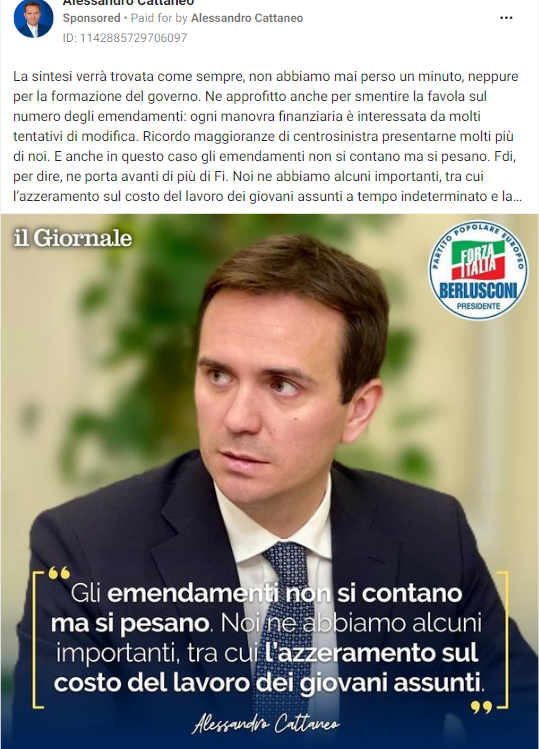 Alessandro Cattaneo
Sponsored • Paid for by Alessandro Cattaneo
ID: 1142885729706097
La sintesi verrà trovata come sempre, non abbiamo mai perso un minuto, neppure
per la formazione del governo. Ne approfitto anche per smentire la favola sul
numero degli emendamenti: ogni manovra finanziaria è interessata da molti
tentativi di modifica. Ricordo maggioranze di centrosinistra presentarne molti più
di noi. E anche in questo caso gli emendamenti non si contano ma si pesano. Fdi,
per dire, ne porta avanti di più di Fi. Noi ne abbiamo alcuni importanti, tra cui
l’azzeramento sul costo del lavoro dei giovani assunti a tempo indeterminato e la...
il Giornale
PARTITO POPOLARE EUROPEO
FORZA
ITALIA
BERLUSCONI
PRESIDENTE
“Gli emendamenti non si contano
ma si pesano. Noi ne abbiamo alcuni
importanti, tra cui l'azzeramento sul
costo del lavoro dei giovani assunti.”
Alessandro Cattaneo